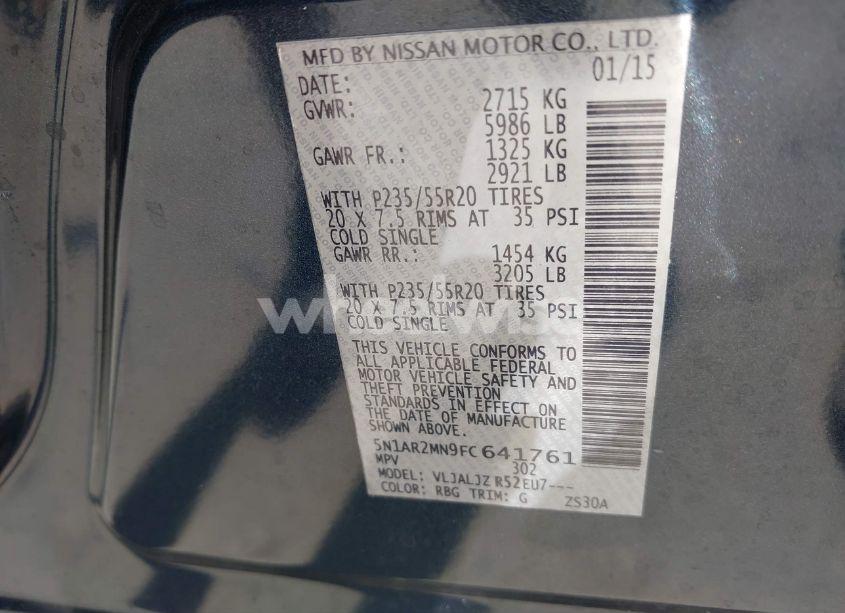 MFD BY NISSAN MOTOR CO., LTD.
DATE: 01/15
GVWR: 2715 KG
5986 LB
GAWR FR.: 1325 KG
2921 LB
WITH P235/55R20 TIRES
20 X 7.5 RIMS AT 35 PSI
COLD SINGLE
GAWR RR.: 1454 KG
3205 LB
WITH P235/55R20 TIRES
20 X 7.5 RIMS AT 35 PSI
COLD SINGLE
THIS VEHICLE CONFORMS TO
ALL APPLICABLE FEDERAL
MOTOR VEHICLE SAFETY AND
THEFT PREVENTION
STANDARDS IN EFFECT ON
THE DATE OF MANUFACTURE
SHOWN ABOVE.
5N1AR2MN9FC641761
MPV 302
MODEL: VLJALJZ R52EU7---
COLOR: RBG TRIM: G ZS30A